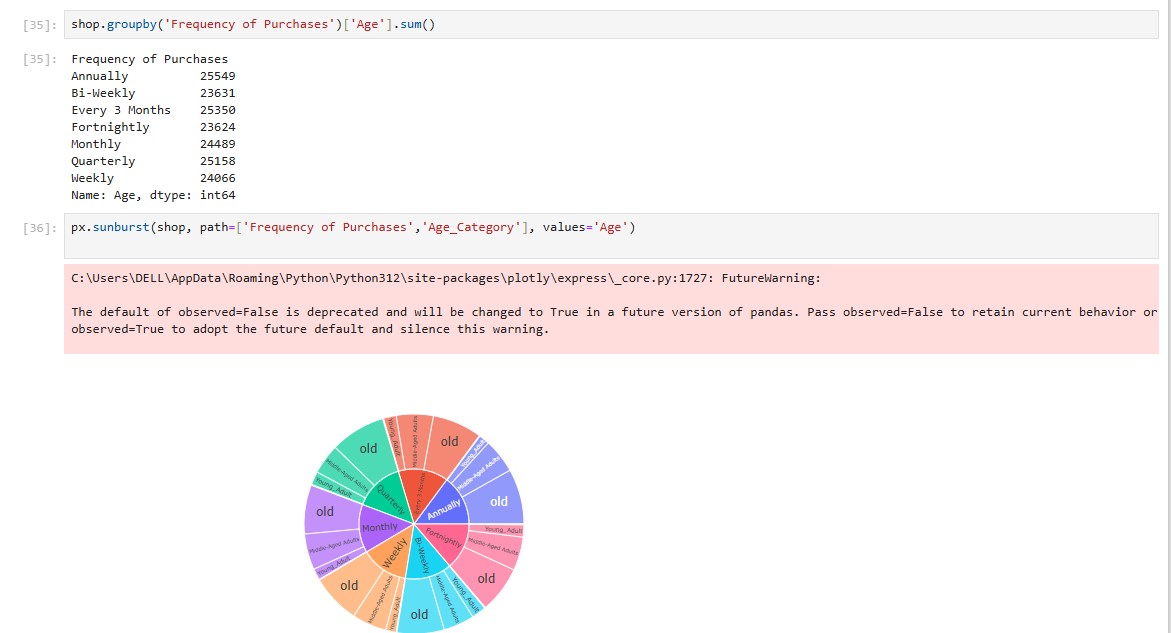 [35]: shop.groupby('Frequency of Purchases')['Age'].sum()
[35]: Frequency of Purchases
Annually 25549
Bi-Weekly 23631
Every 3 Months 25350
Fortnightly 23624
Monthly 24489
Quarterly 25158
Weekly 24066
Name: Age, dtype: int64
[36]: px.sunburst(shop, path=['Frequency of Purchases','Age_Category'], values='Age')
C:\Users\DELL\AppData\Roaming\Python\Python312\site-packages\plotly\express\_core.py:1727: FutureWarning:
The default of observed=False is deprecated and will be changed to True in a future version of pandas. Pass observed=False to retain current behavior or
observed=True to adopt the future default and silence this warning.
Every 3 Months
old
Middle-Aged Adults
Young_Adult
Annually
old
Middle-Aged Adults
Young_Adult
Quarterly
old
Middle-Aged Adults
Young_Adult
Monthly
old
Middle-Aged Adults
Young_Adult
Weekly
old
Middle-Aged Adults
Young_Adult
Bi-Weekly
old
Middle-Aged Adults
Young_Adult
Fortnightly
old
Middle-Aged Adults
Young_Adult